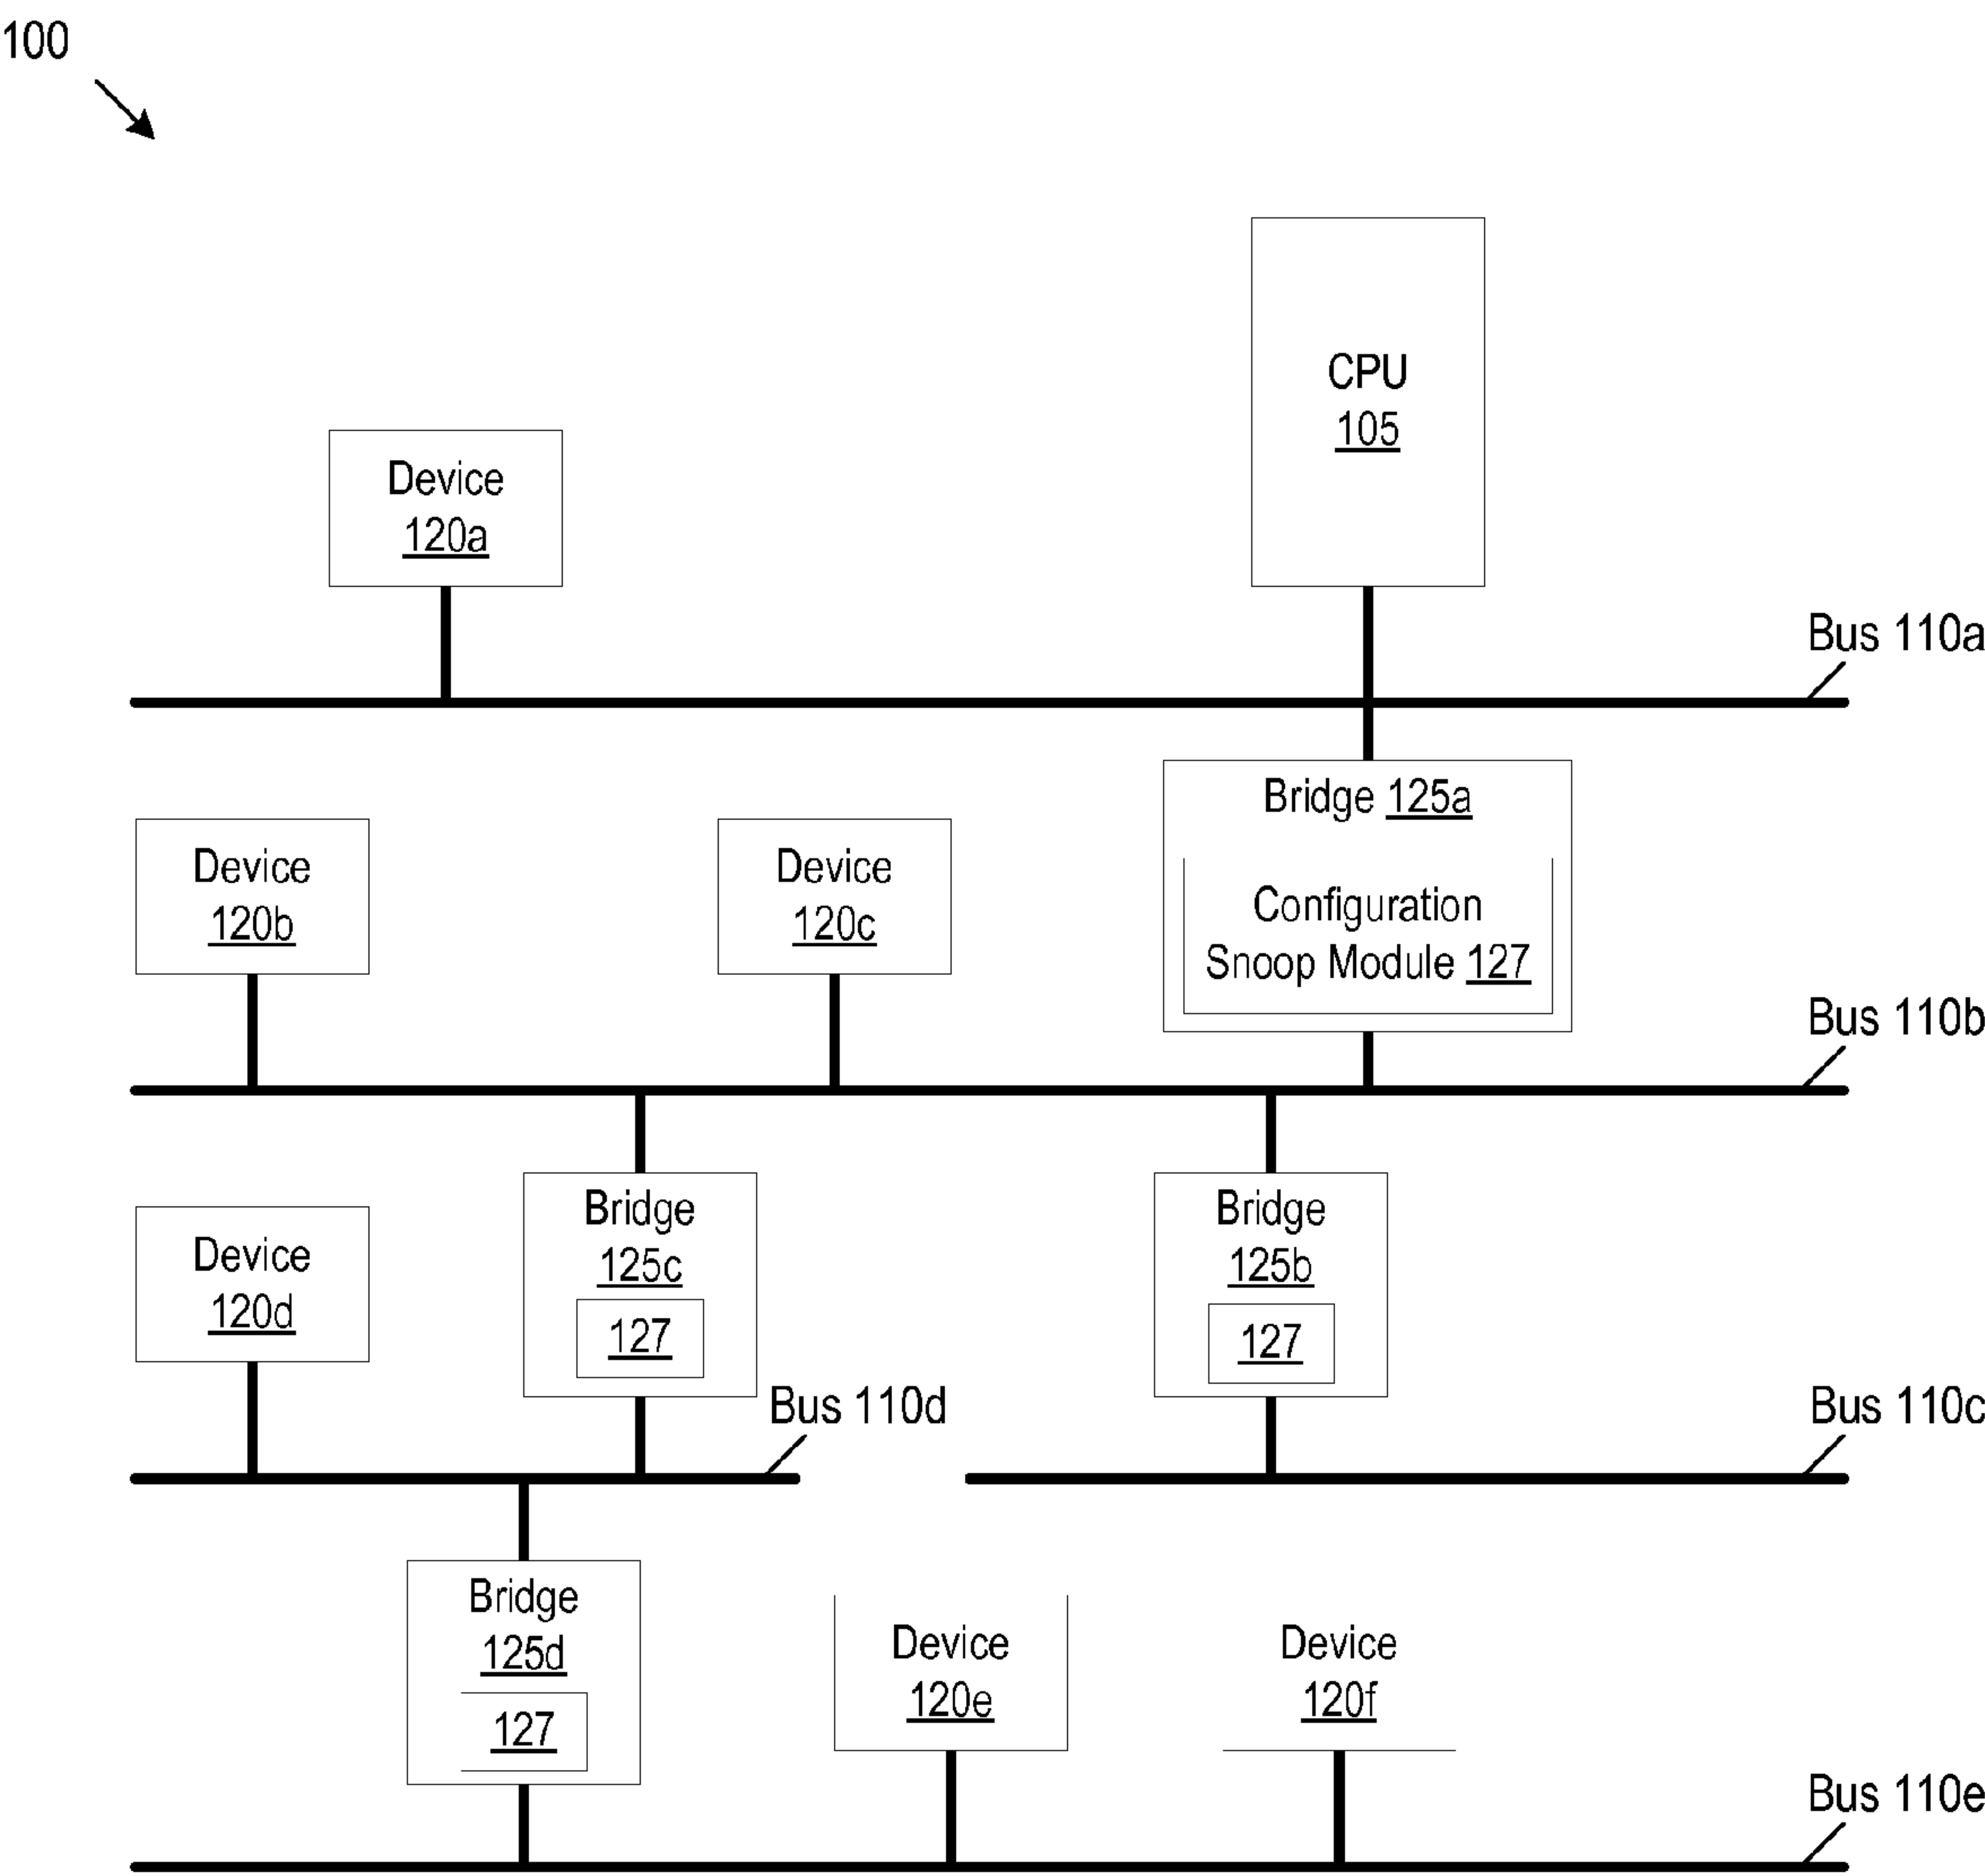 100
CPU
105
Device
120a
Bus 110a
Bridge 125a
Configuration
Snoop Module 127
Device
120b
Device
120c
Bus 110b
Bridge
125c
127
Bridge
125b
127
Device
120d
Bus 110d
Bus 110c
Bridge
125d
127
Device
120e
Device
120f
Bus 110e